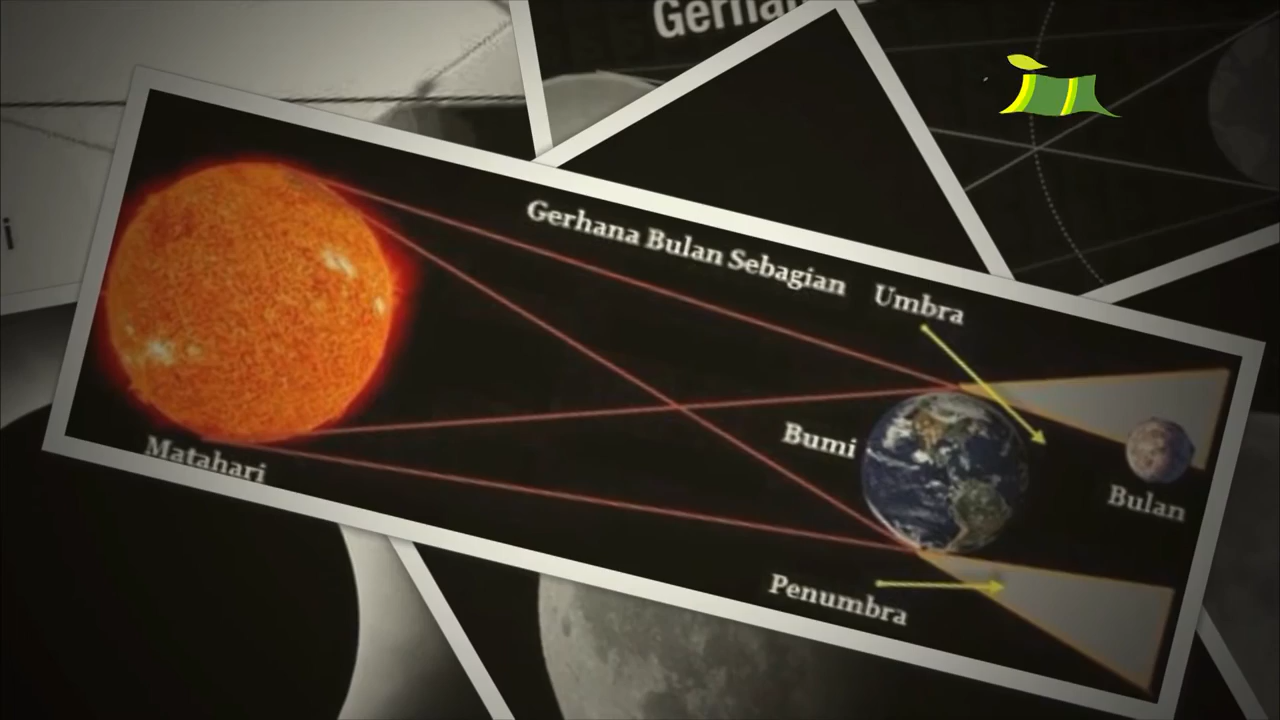 Gerhana Bulan Sebagian
Umbra
Bumi
Matahari
Bulan
Penumbra